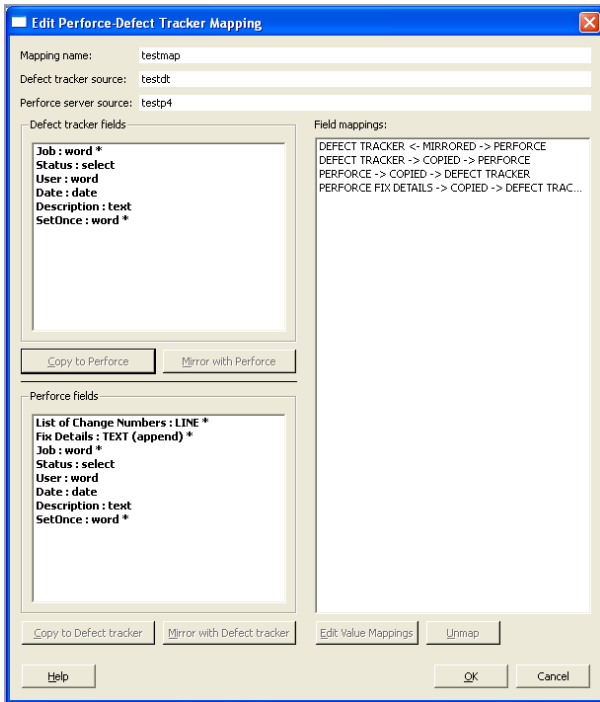 Edit Perforce-Defect Tracker Mapping
Mapping name: testmap
Defect tracker source: testdt
Perforce server source: testp4
Defect tracker fields
Job : word *
Status : select
User : word
Date : date
Description : text
SetOnce : word *
Copy to Perforce Mirror with Perforce
Perforce fields
List of Change Numbers : LINE *
Fix Details : TEXT (append) *
Job : word *
Status : select
User : word
Date : date
Description : text
SetOnce : word *
Copy to Defect tracker Mirror with Defect tracker
Field mappings:
DEFECT TRACKER <- MIRRORED -> PERFORCE
DEFECT TRACKER -> COPIED -> PERFORCE
PERFORCE -> COPIED -> DEFECT TRACKER
PERFORCE FIX DETAILS -> COPIED -> DEFECT TRAC...
Edit Value Mappings Unmap
Help OK Cancel